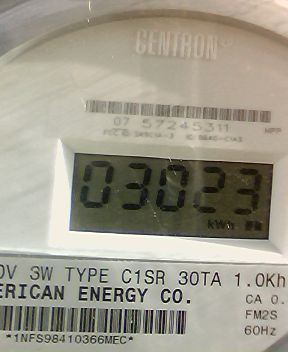 CENTRON
07 57245311
HPP
03023
kWh
0V 3W TYPE C1SR 30TA 1.0Kh
ERICAN ENERGY CO.
CA 0.
FM2S
60Hz
*1NFS98410366MEC*